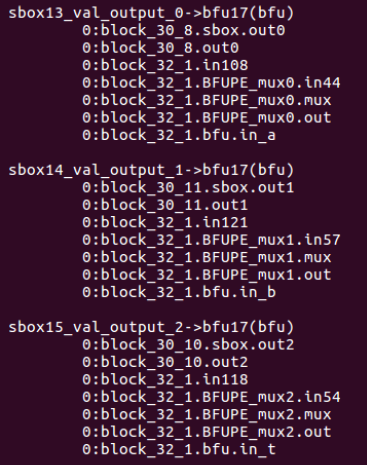 sbox13_val_output_0->bfu17(bfu)
0:block_30_8.sbox.out0
0:block_30_8.out0
0:block_32_1.in108
0:block_32_1.BFUPE_mux0.in44
0:block_32_1.BFUPE_mux0.mux
0:block_32_1.BFUPE_mux0.out
0:block_32_1.bfu.in_a
sbox14_val_output_1->bfu17(bfu)
0:block_30_11.sbox.out1
0:block_30_11.out1
0:block_32_1.in121
0:block_32_1.BFUPE_mux1.in57
0:block_32_1.BFUPE_mux1.mux
0:block_32_1.BFUPE_mux1.out
0:block_32_1.bfu.in_b
sbox15_val_output_2->bfu17(bfu)
0:block_30_10.sbox.out2
0:block_30_10.out2
0:block_32_1.in118
0:block_32_1.BFUPE_mux2.in54
0:block_32_1.BFUPE_mux2.mux
0:block_32_1.BFUPE_mux2.out
0:block_32_1.bfu.in_t